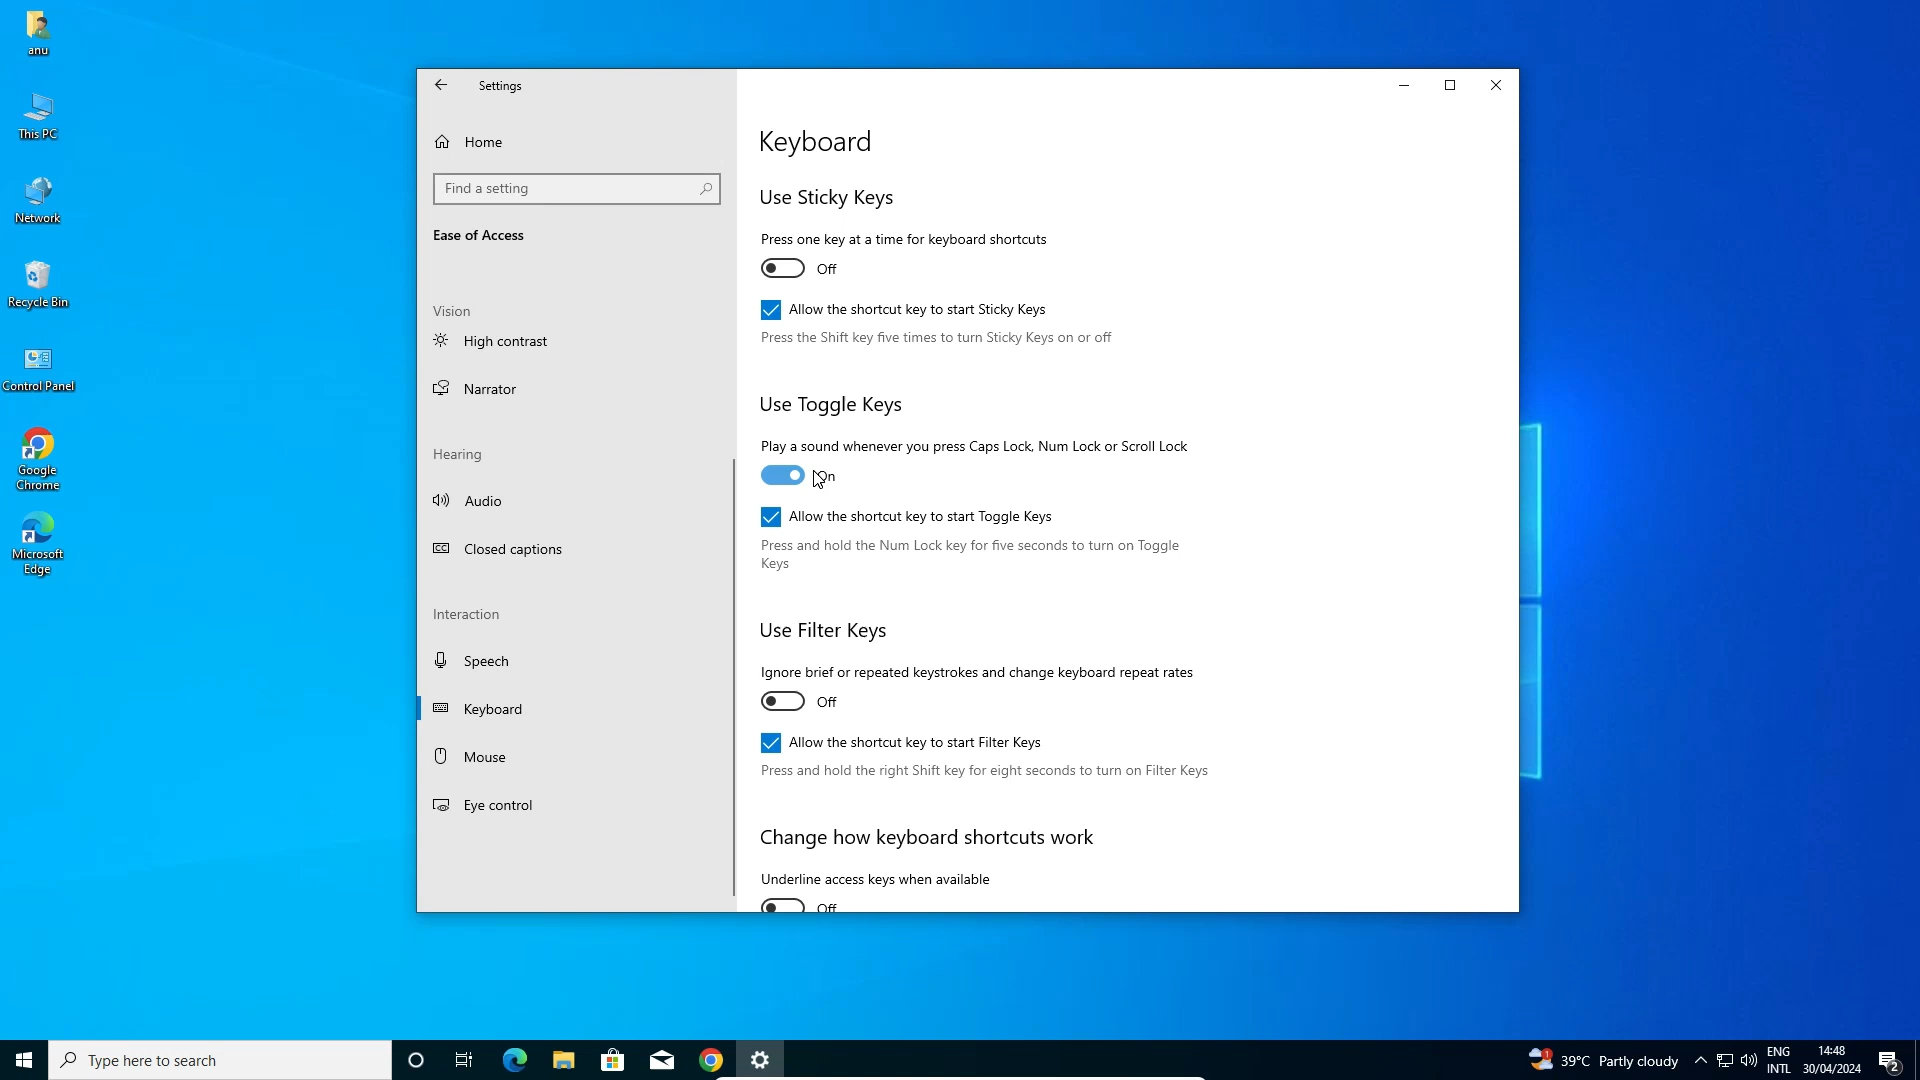 anu
This PC
Network
Recycle Bin
Control Panel
Google
Chrome
Microsoft
Edge
Settings
Home
Find a setting
Ease of Access
Vision
High contrast
Narrator
Hearing
Audio
Closed captions
Interaction
Speech
Keyboard
Mouse
Eye control
Keyboard
Use Sticky Keys
Press one key at a time for keyboard shortcuts
Off
Allow the shortcut key to start Sticky Keys
Press the Shift key five times to turn Sticky Keys on or off
Use Toggle Keys
Play a sound whenever you press Caps Lock, Num Lock or Scroll Lock
On
Allow the shortcut key to start Toggle Keys
Press and hold the Num Lock key for five seconds to turn on Toggle
Keys
Use Filter Keys
Ignore brief or repeated keystrokes and change keyboard repeat rates
Off
Allow the shortcut key to start Filter Keys
Press and hold the right Shift key for eight seconds to turn on Filter Keys
Change how keyboard shortcuts work
Underline access keys when available
Off
Type here to search
1
39°C Partly cloudy
ENG
INTL
14:48
30/04/2024
2